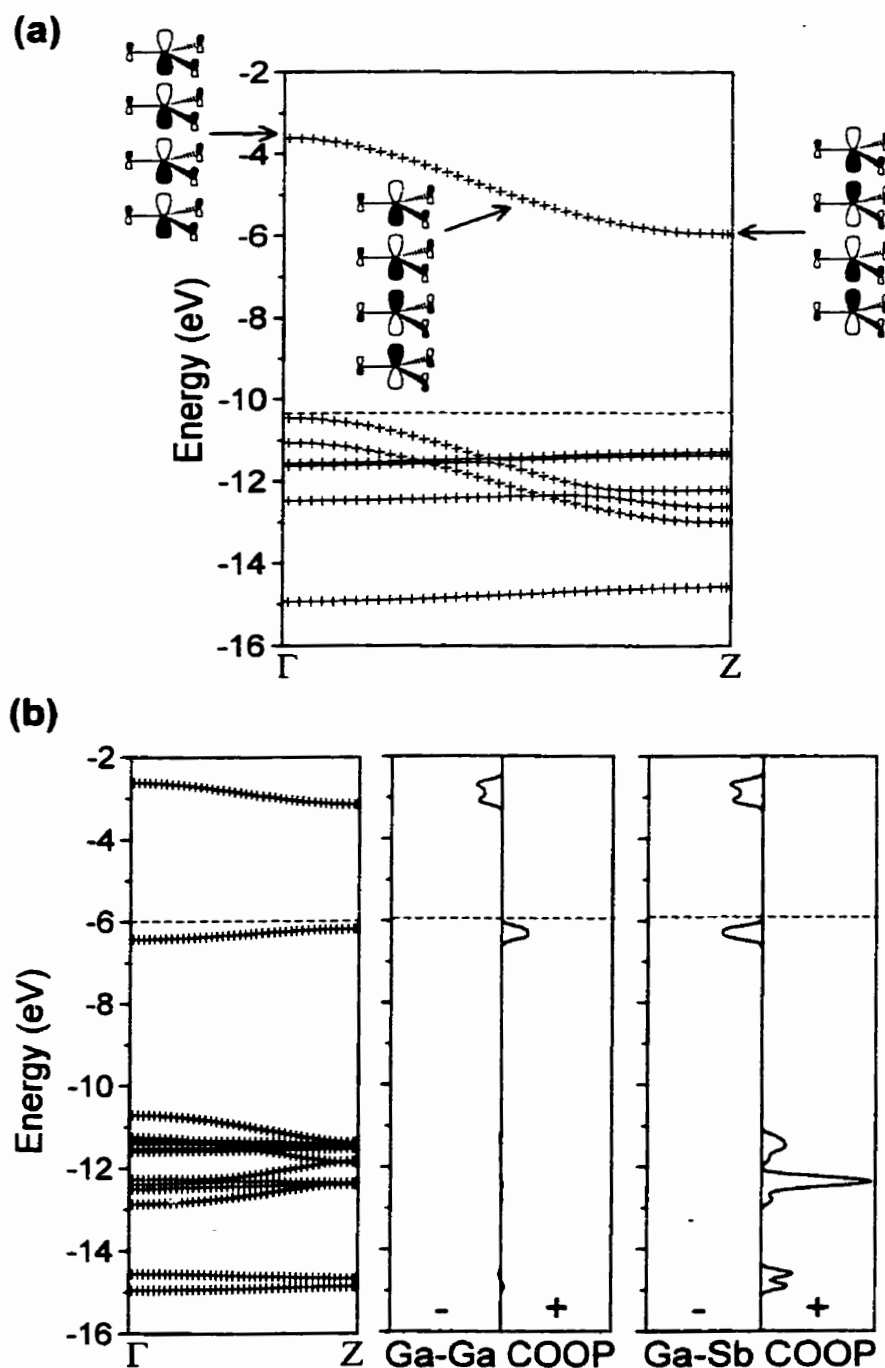 (a)
-2
-4
-6
-8
-10
-12
-14
-16
Energy (eV)
Γ
Z
(b)
-2
-4
-6
-8
-10
-12
-14
-16
Energy (eV)
Γ
Z
- +
Ga-Ga COOP
- +
Ga-Sb COOP